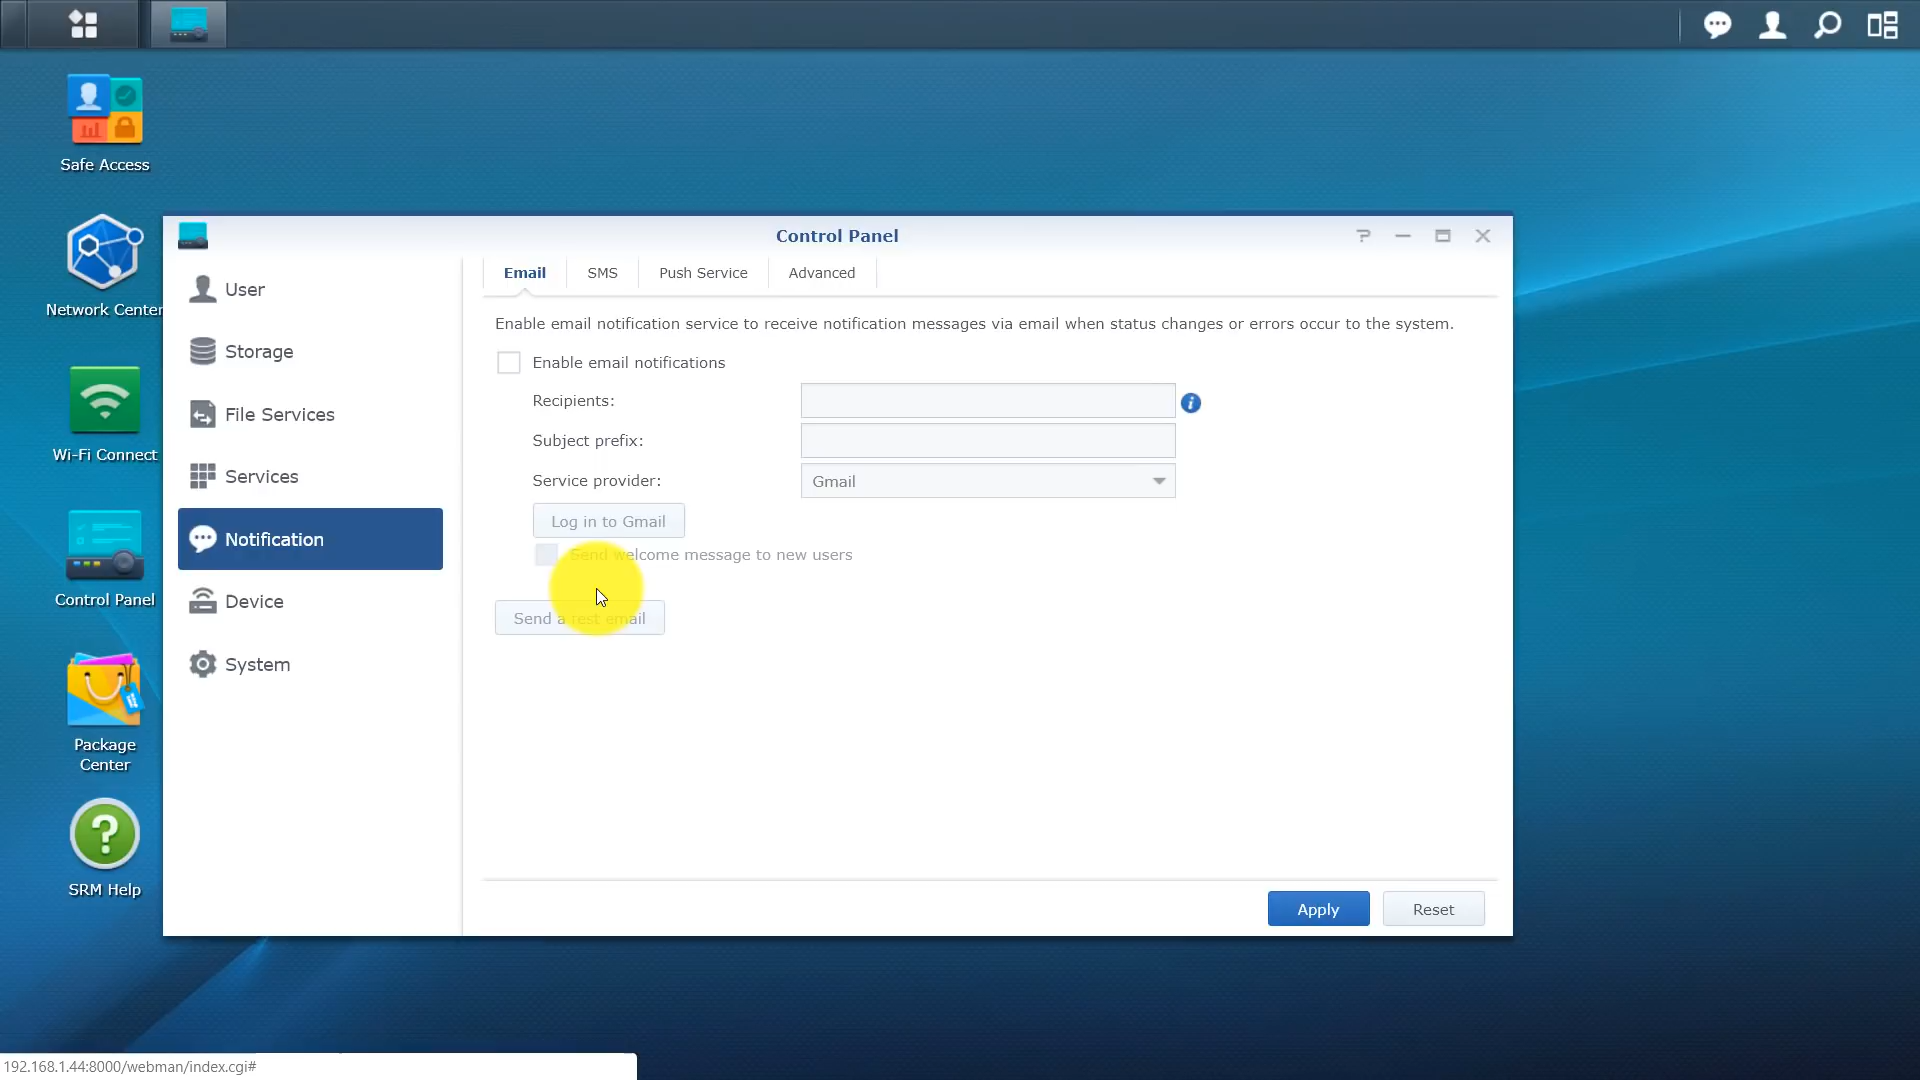 Safe Access
Network Center
Wi-Fi Connect
Control Panel
Package
Center
SRM Help
Control Panel
User
Storage
File Services
Services
Notification
Device
System
Email SMS Push Service Advanced
Enable email notification service to receive notification messages via email when status changes or errors occur to the system.
Enable email notifications
Recipients:
Subject prefix:
Service provider: Gmail
Log in to Gmail
Send welcome message to new users
Send a test email
Apply Reset
192.168.1.44:8000/webman/index.cgi#